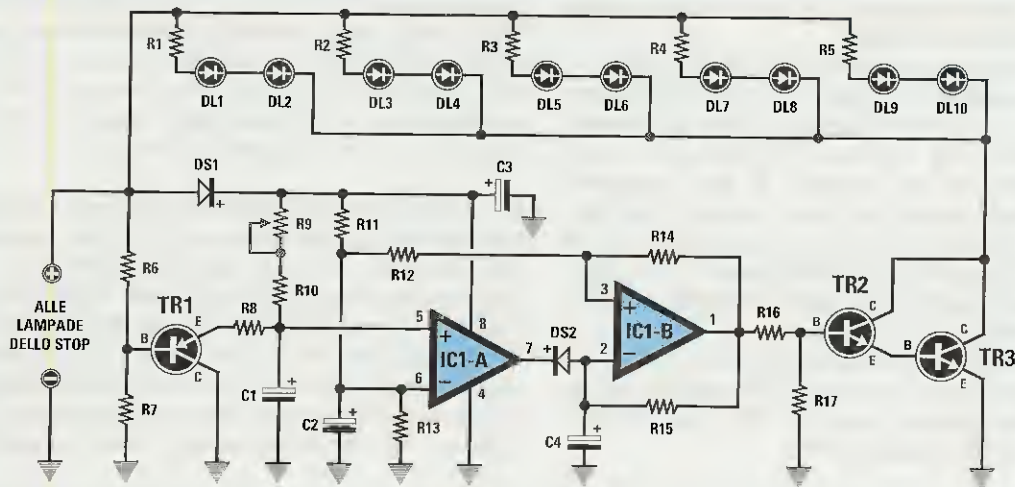 R1
R2
R3
R4
R5
DL1
DL2
DL3
DL4
DL5
DL6
DL7
DL8
DL9
DL10
DS1
+
C3
+
R9
R11
R6
R12
R14
+
ALLE
LAMPADE
DELLO STOP
−
R10
TR1
R8
B
E
C
R7
C1
+
C2
+
R13
5
+
6
−
IC1-A
8
7
4
DS2
+
3
+
2
−
IC1-B
1
R15
C4
+
R16
R17
TR2
B
C
E
TR3
B
C
E